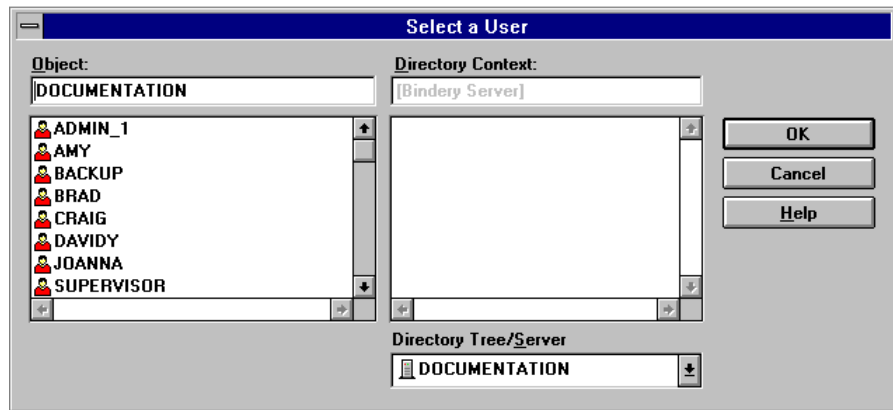 Select a User
Object:
DOCUMENTATION
ADMIN_1
AMY
BACKUP
BRAD
CRAIG
DAVIDY
JOANNA
SUPERVISOR
Directory Context:
[Bindery Server]
Directory Tree/Server
DOCUMENTATION
OK
Cancel
Help